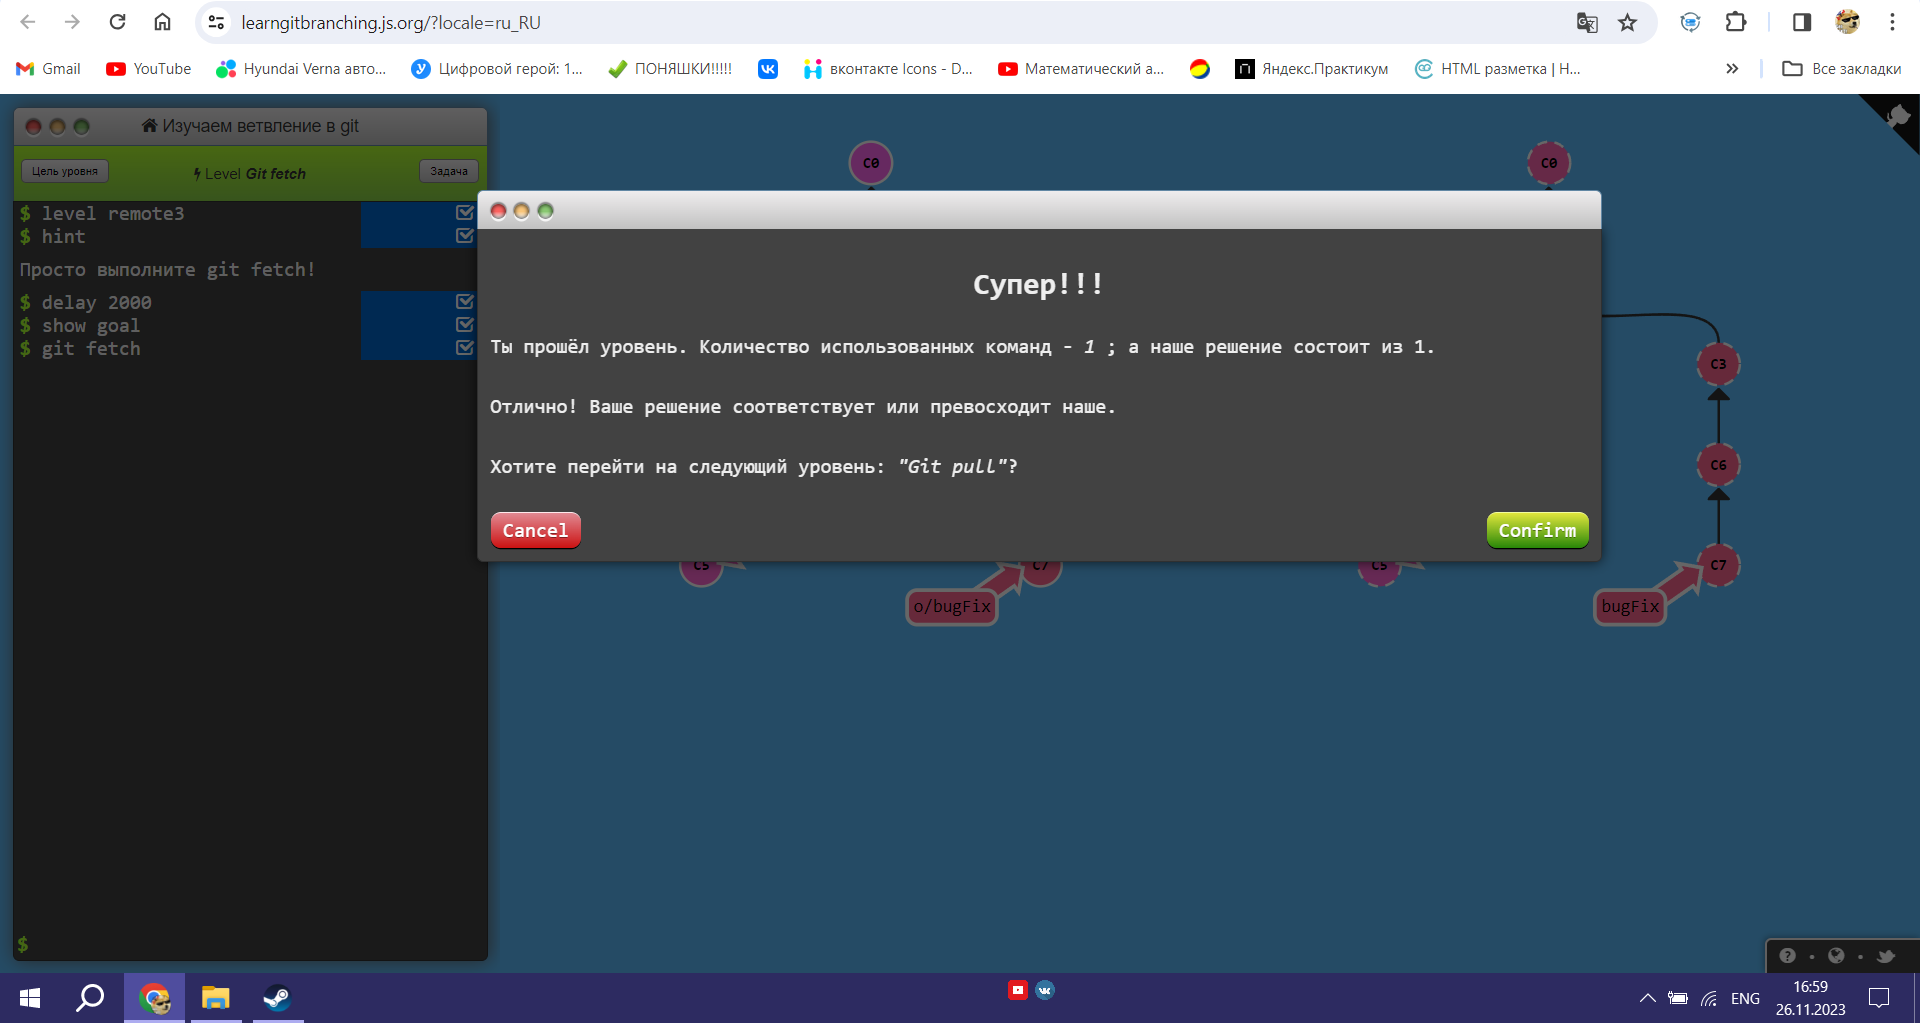 learngitbranching.js.org/?locale=ru_RU
Gmail
YouTube
Hyundai Verna авто...
Цифровой герой: 1...
ПОНЯШКИ!!!!!
вконтакте Icons - D...
Математический а...
Яндекс.Практикум
HTML разметка | H...
»
Все закладки
Изучаем ветвление в git
Цель уровня
Level Git fetch
Задача
$ level remote3
$ hint
Просто выполните git fetch!
$ delay 2000
$ show goal
$ git fetch
$
C0
C0
Супер!!!
Ты прошёл уровень. Количество использованных команд - 1 ; а наше решение состоит из 1.
Отлично! Ваше решение соответствует или превосходит наше.
Хотите перейти на следующий уровень: "Git pull"?
Cancel
Confirm
C3
C6
C5
C7
C5
C7
o/bugFix
bugFix
ENG
16:59
26.11.2023